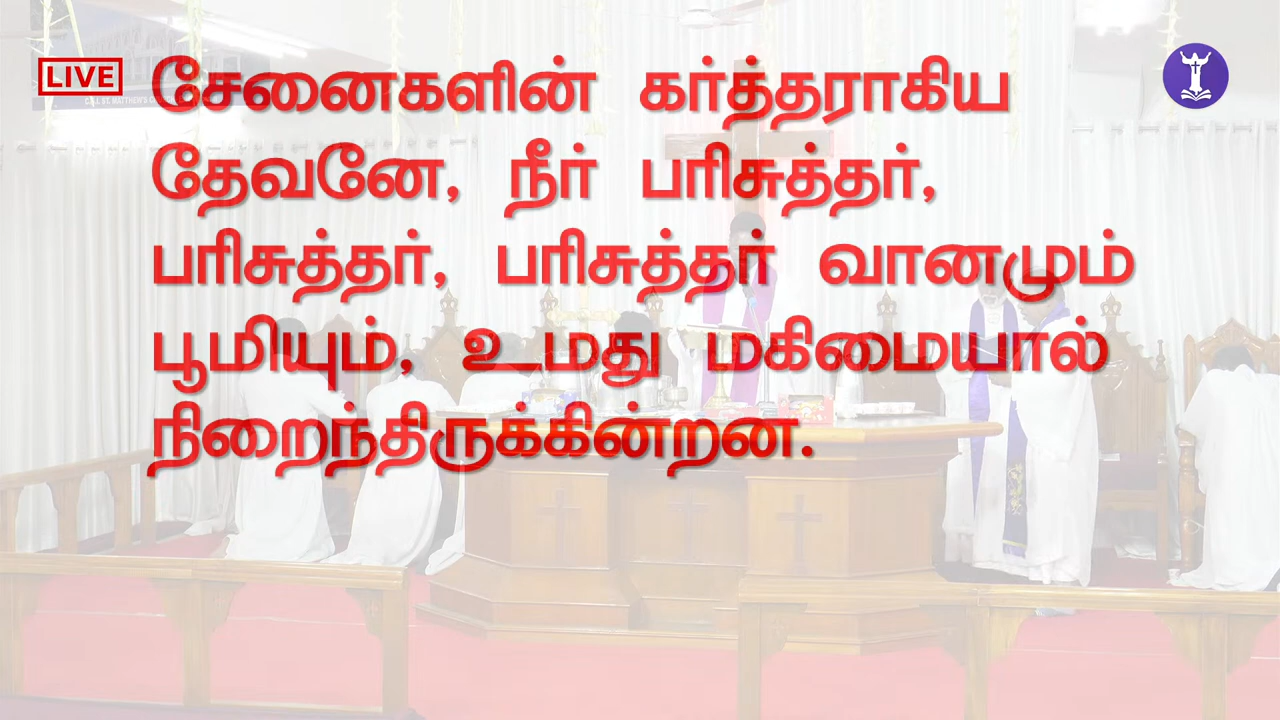 LIVE
சேனைகளின் கர்த்தராகிய
தேவனே, நீர் பரிசுத்தர்,
பரிசுத்தர், பரிசுத்தர் வானமும்
பூமியும், உமது மகிமையால்
நிறைந்திருக்கின்றன.